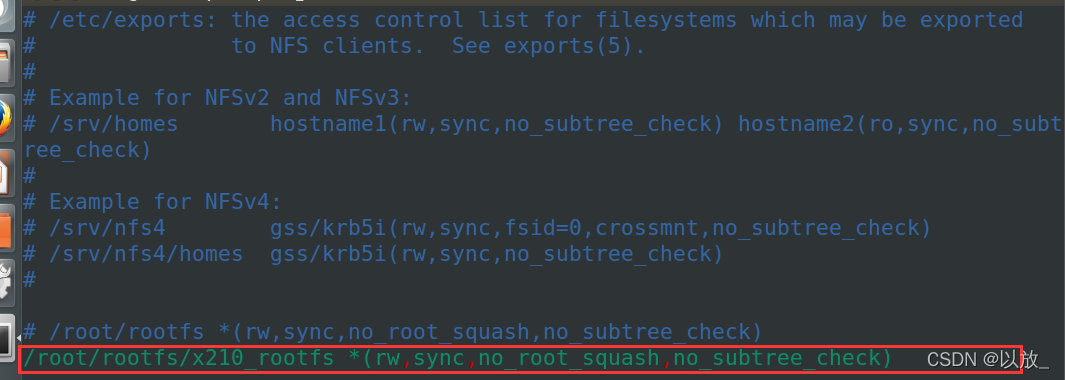 # /etc/exports: the access control list for filesystems which may be exported
#               to NFS clients.  See exports(5).
#
# Example for NFSv2 and NFSv3:
# /srv/homes       hostname1(rw,sync,no_subtree_check) hostname2(ro,sync,no_subt
ree_check)
#
# Example for NFSv4:
# /srv/nfs4        gss/krb5i(rw,sync,fsid=0,crossmnt,no_subtree_check)
# /srv/nfs4/homes  gss/krb5i(rw,sync,no_subtree_check)
#
# /root/rootfs *(rw,sync,no_root_squash,no_subtree_check)
/root/rootfs/x210_rootfs *(rw,sync,no_root_squash,no_subtree_check)
CSDN @以放_